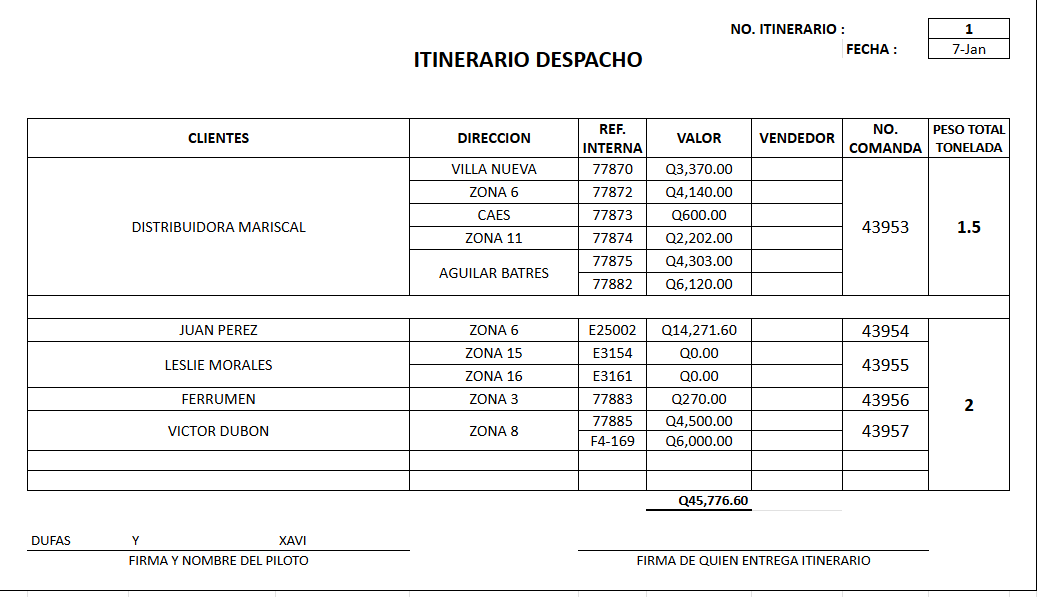 NO. ITINERARIO : 1
FECHA : 7-Jan
ITINERARIO DESPACHO
CLIENTES DIRECCION REF. INTERNA VALOR VENDEDOR NO. COMANDA PESO TOTAL TONELADA
DISTRIBUIDORA MARISCAL VILLA NUEVA 77870 Q3,370.00 43953 1.5
ZONA 6 77872 Q4,140.00
CAES 77873 Q600.00
ZONA 11 77874 Q2,202.00
AGUILAR BATRES 77875 Q4,303.00
77882 Q6,120.00
JUAN PEREZ ZONA 6 E25002 Q14,271.60 43954 2
LESLIE MORALES ZONA 15 E3154 Q0.00 43955
ZONA 16 E3161 Q0.00
FERRUMEN ZONA 3 77883 Q270.00 43956
VICTOR DUBON ZONA 8 77885 Q4,500.00 43957
F4-169 Q6,000.00
Q45,776.60
DUFAS Y XAVI
FIRMA Y NOMBRE DEL PILOTO FIRMA DE QUIEN ENTREGA ITINERARIO